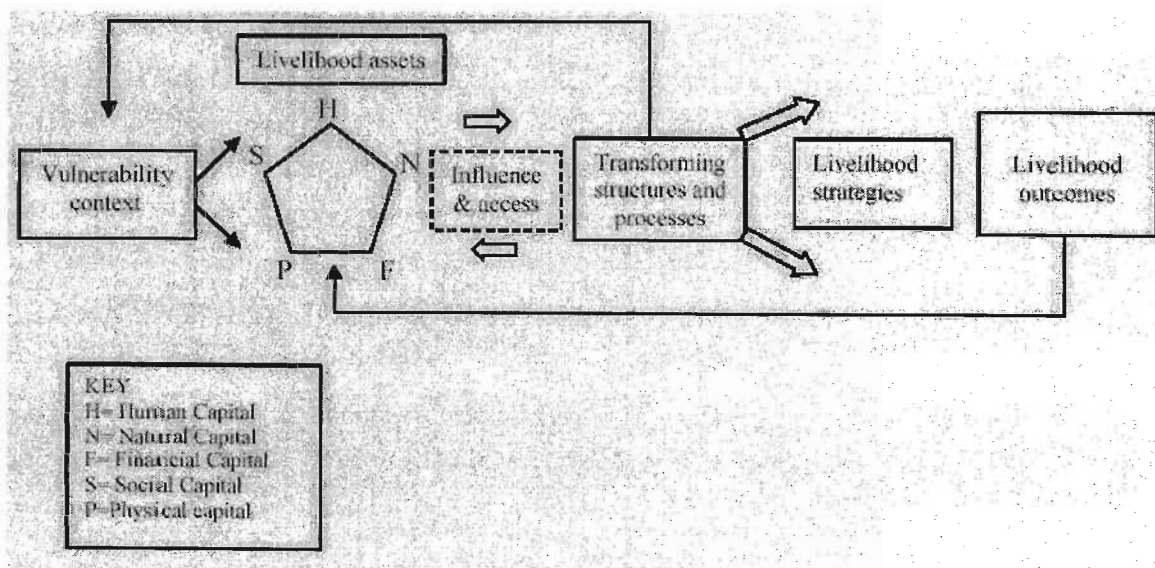 Livelihood assets
H
S
N
P
F
Vulnerability
context
Influence
& access
Transforming
structures and
processes
Livelihood
strategies
Livelihood
outcomes
KEY
H= Human Capital
N= Natural Capital
F= Financial Capital
S= Social Capital
P=Physical capital